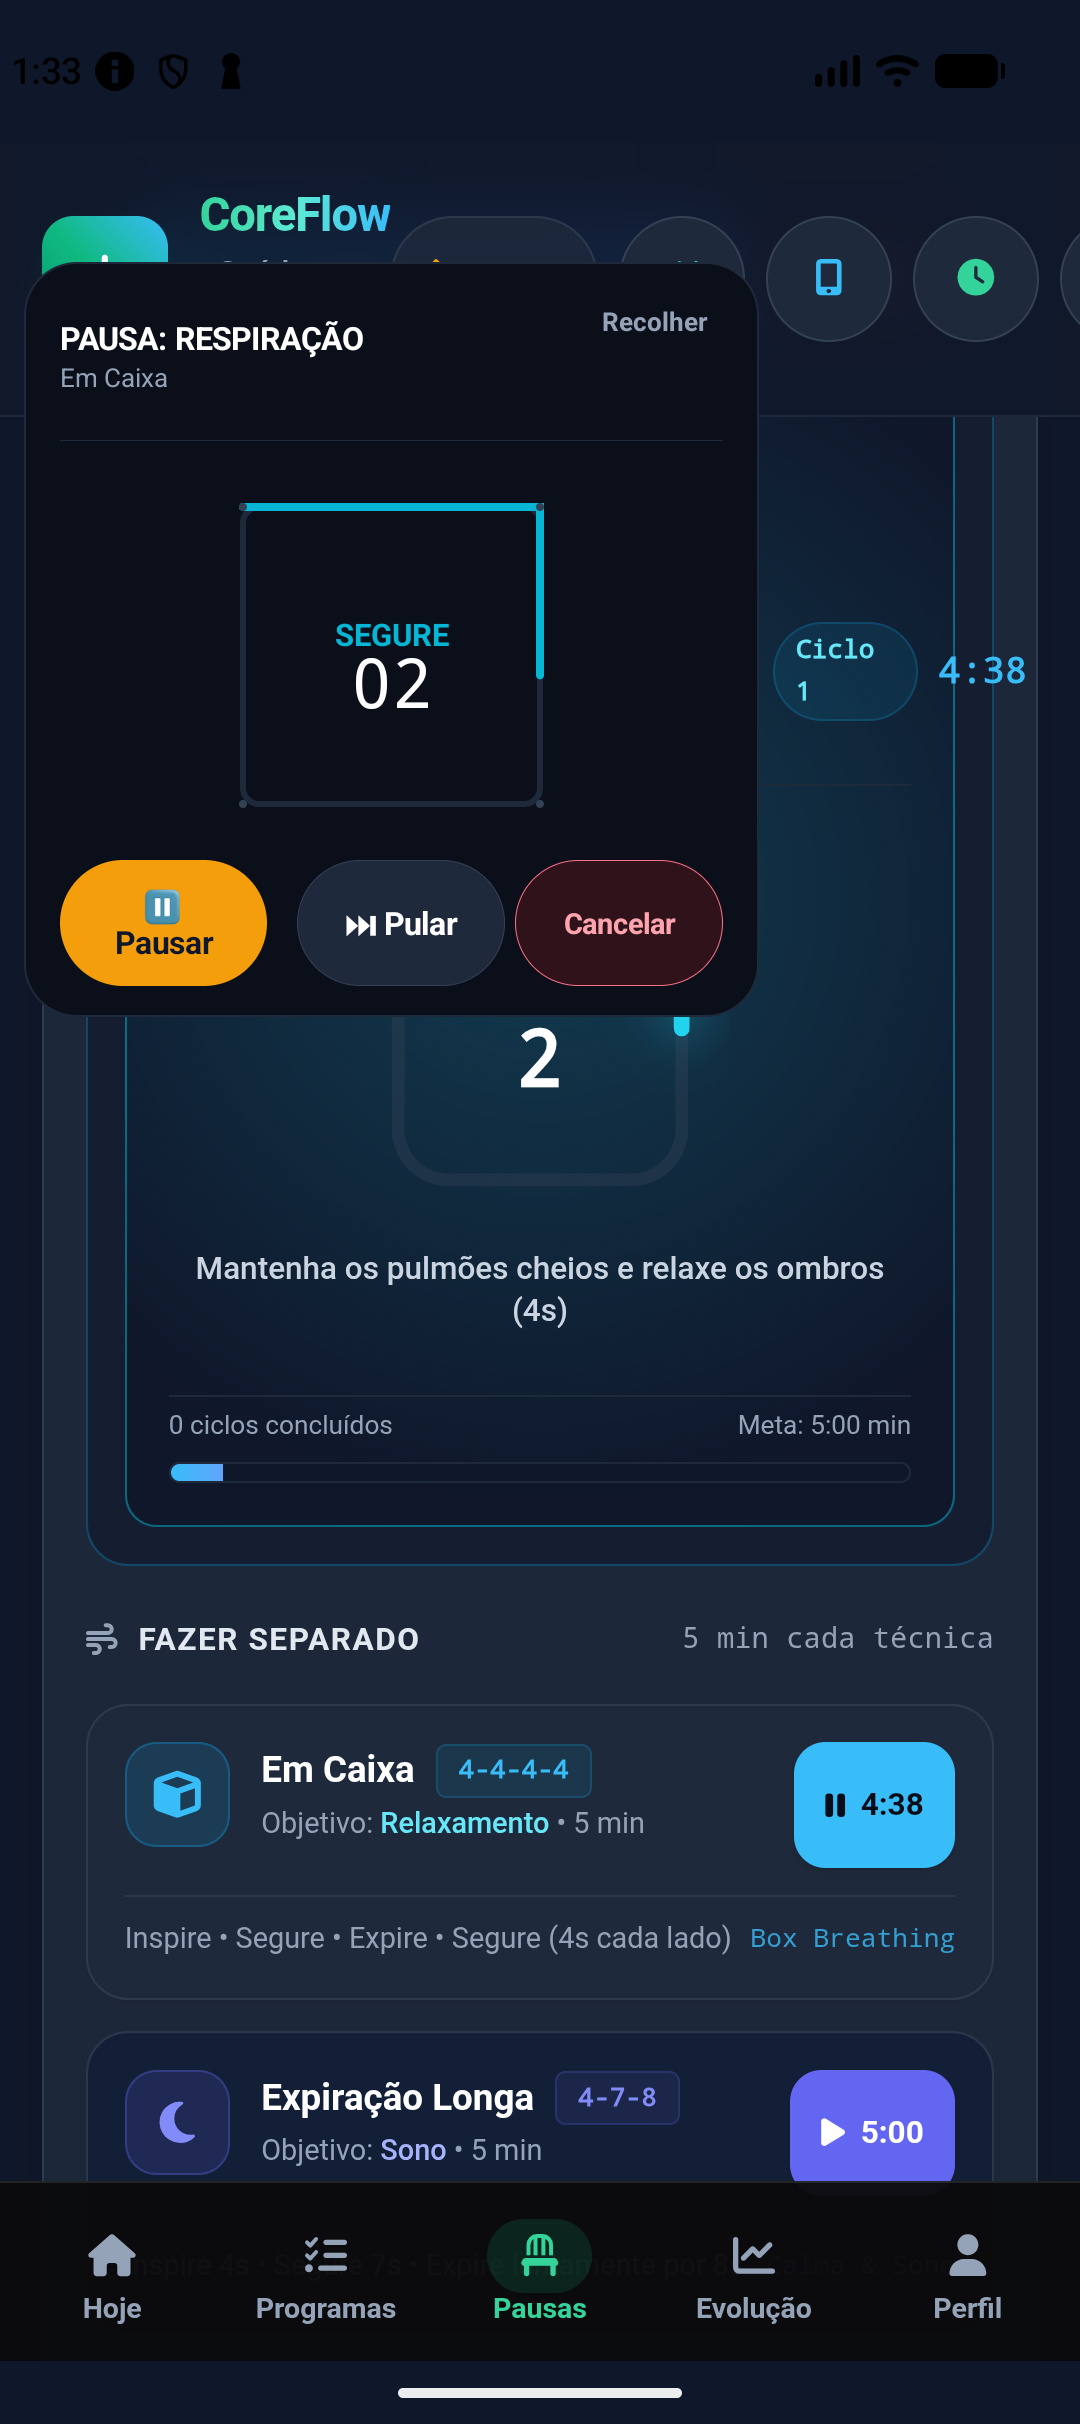 1:33
CoreFlow
PAUSA: RESPIRAÇÃO
Recolher
Em Caixa
SEGURE
02
Ciclo
1
4:38
Pausar
Pular
Cancelar
2
Mantenha os pulmões cheios e relaxe os ombros
(4s)
0 ciclos concluídos
Meta: 5:00 min
FAZER SEPARADO
5 min cada técnica
Em Caixa
4-4-4-4
Objetivo: Relaxamento • 5 min
4:38
Inspire • Segure • Expire • Segure (4s cada lado)
Box Breathing
Expiração Longa
4-7-8
Objetivo: Sono • 5 min
5:00
Hoje
Programas
Pausas
Evolução
Perfil